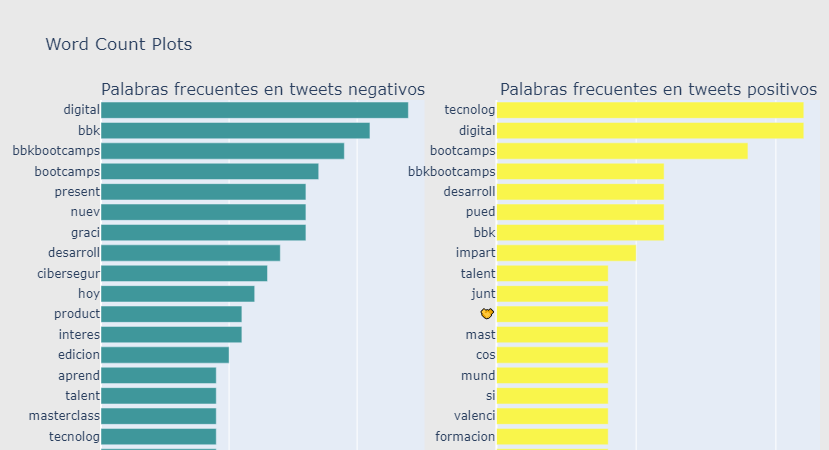 Word Count Plots
Palabras frecuentes en tweets negativos
digital
bbk
bbkbootcamps
bootcamps
present
nuev
graci
desarroll
cibersegur
hoy
product
interes
edicion
aprend
talent
masterclass
tecnolog
Palabras frecuentes en tweets positivos
tecnolog
digital
bootcamps
bbkbootcamps
desarroll
pued
bbk
impart
talent
junt
mast
cos
mund
si
valenci
formacion